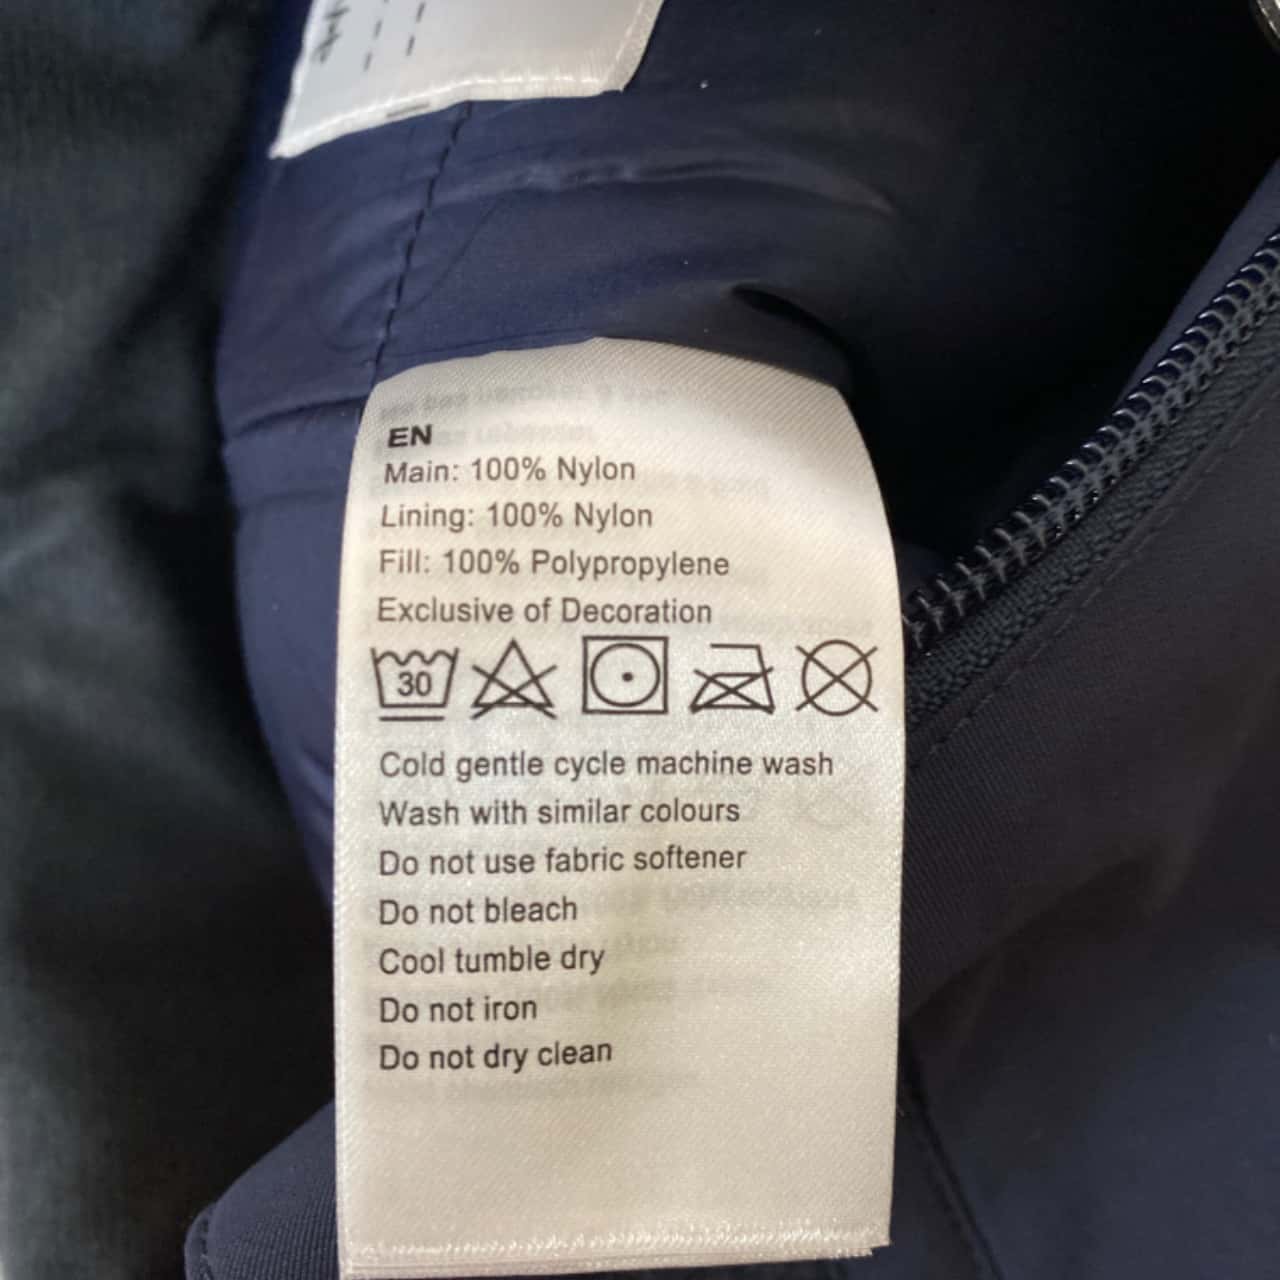 EN
Main: 100% Nylon
Lining: 100% Nylon
Fill: 100% Polypropylene
Exclusive of Decoration
30
Cold gentle cycle machine wash
Wash with similar colours
Do not use fabric softener
Do not bleach
Cool tumble dry
Do not iron
Do not dry clean